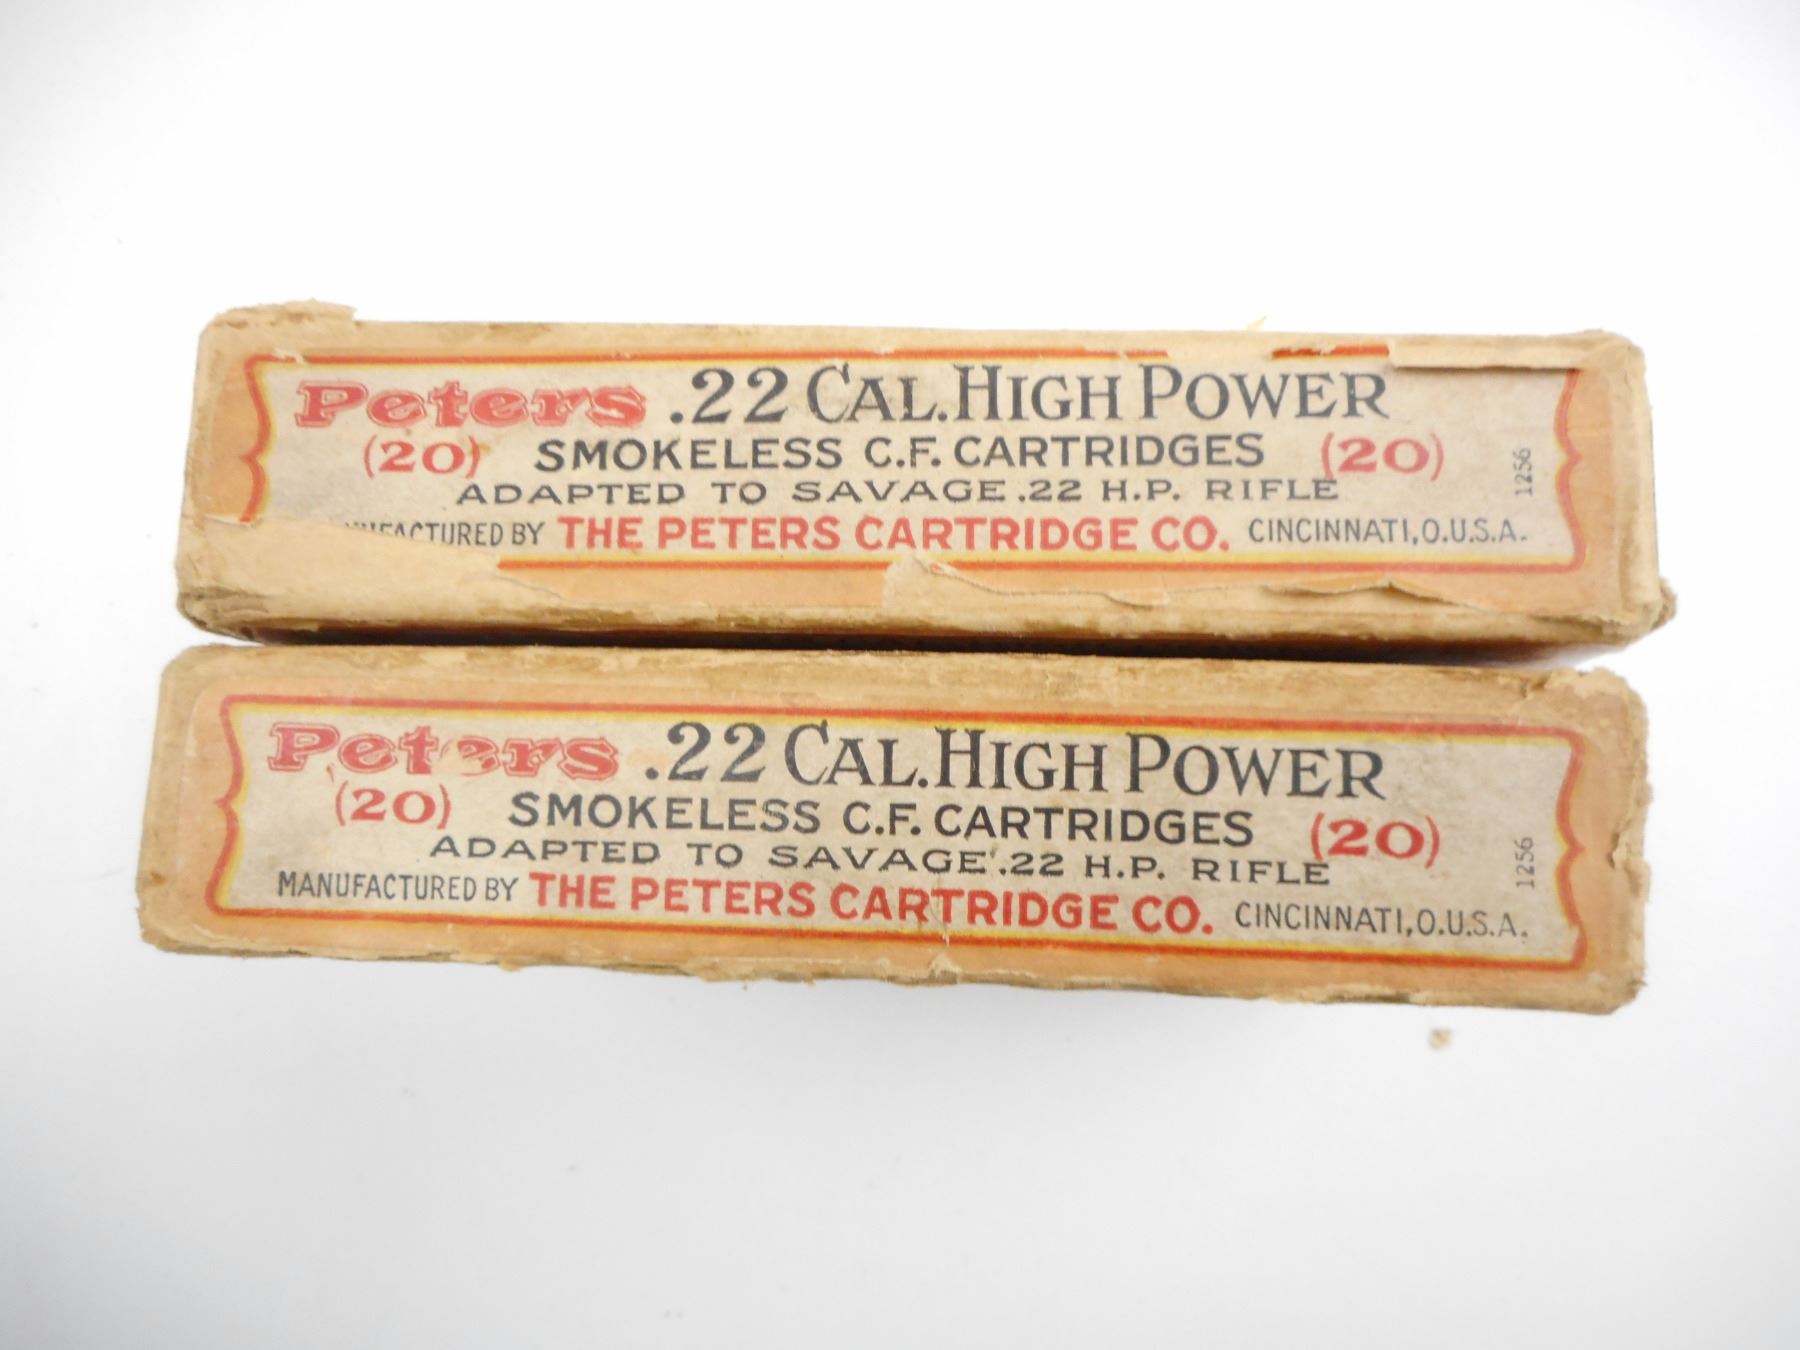 Peters .22 CAL. HIGH POWER
(20) SMOKELESS C.F. CARTRIDGES (20)
ADAPTED TO SAVAGE .22 H.P. RIFLE
1256
BY THE PETERS CARTRIDGE CO. CINCINNATI, O.U.S.A.
Peters .22 CAL. HIGH POWER
(20) SMOKELESS C.F. CARTRIDGES (20)
ADAPTED TO SAVAGE .22 H.P. RIFLE
1256
MANUFACTURED BY THE PETERS CARTRIDGE CO. CINCINNATI, O.U.S.A.